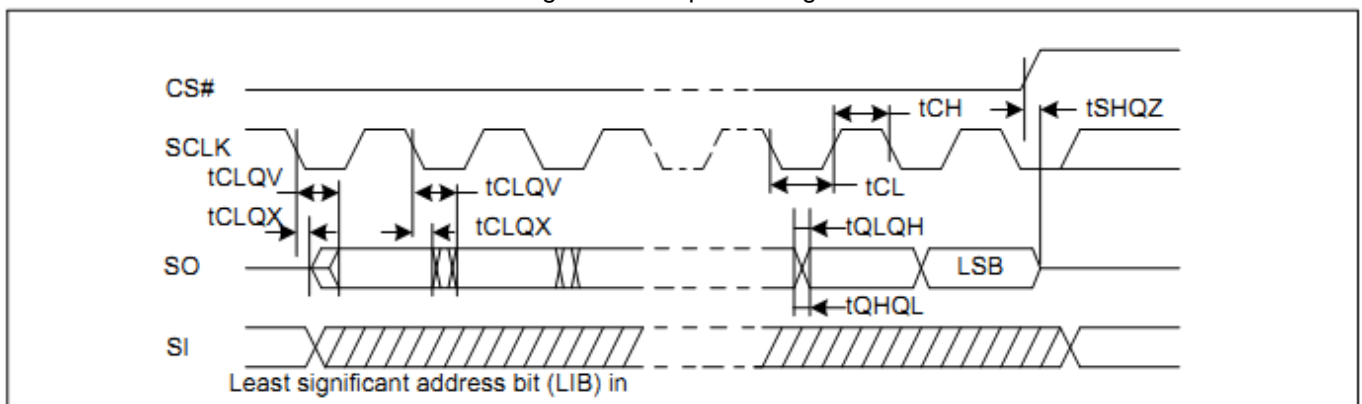 CS#
tCH
tSHQZ
SCLK
tCLQV
tCLQV
tCL
tCLQX
tCLQX
tQLQH
SO
LSB
tQHQL
SI
Least significant address bit (LIB) in